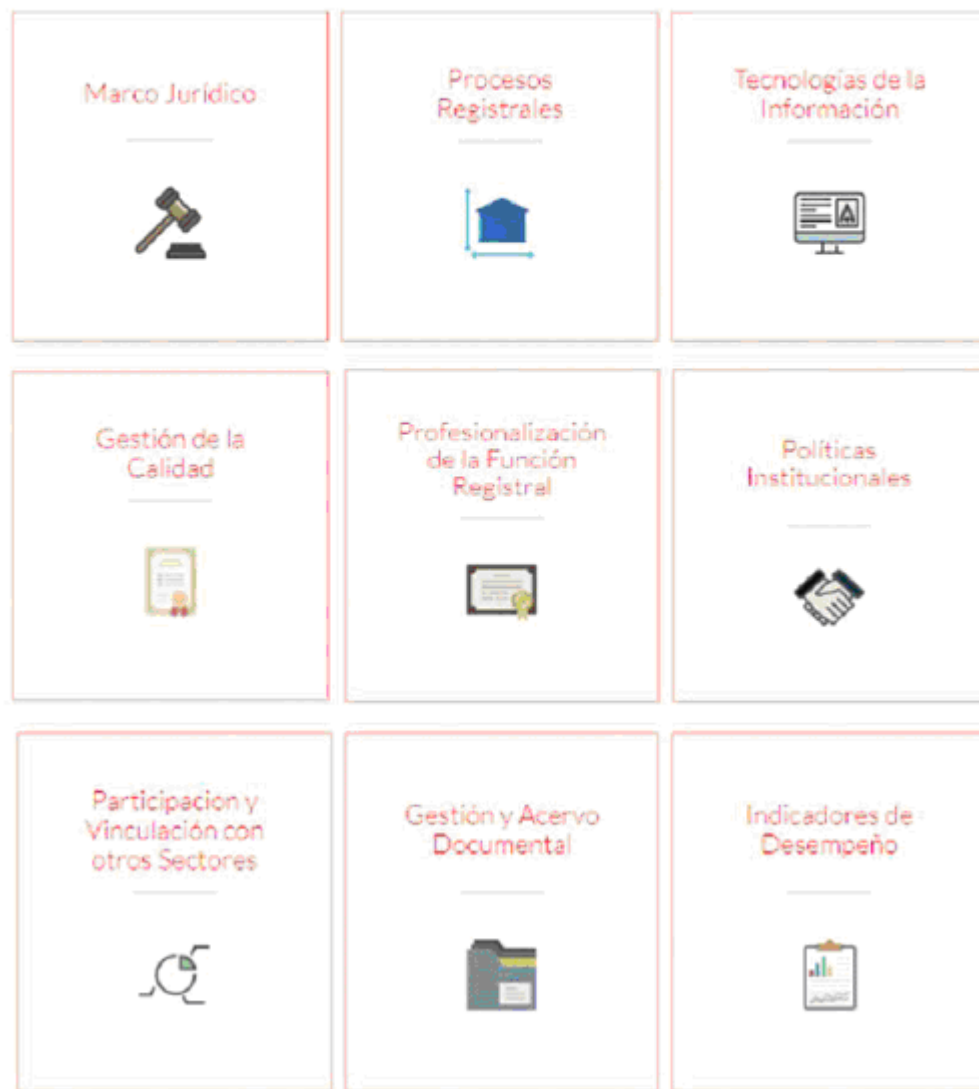 Marco Jurídico
Procesos
Registrales
Tecnologías de la
Información
Gestión de la
Calidad
Profesionalización
de la Función
Registral
Políticas
Institucionales
Participacion y
Vinculación con
otros Sectores
Gestión y Acervo
Documental
Indicadores de
Desempeño